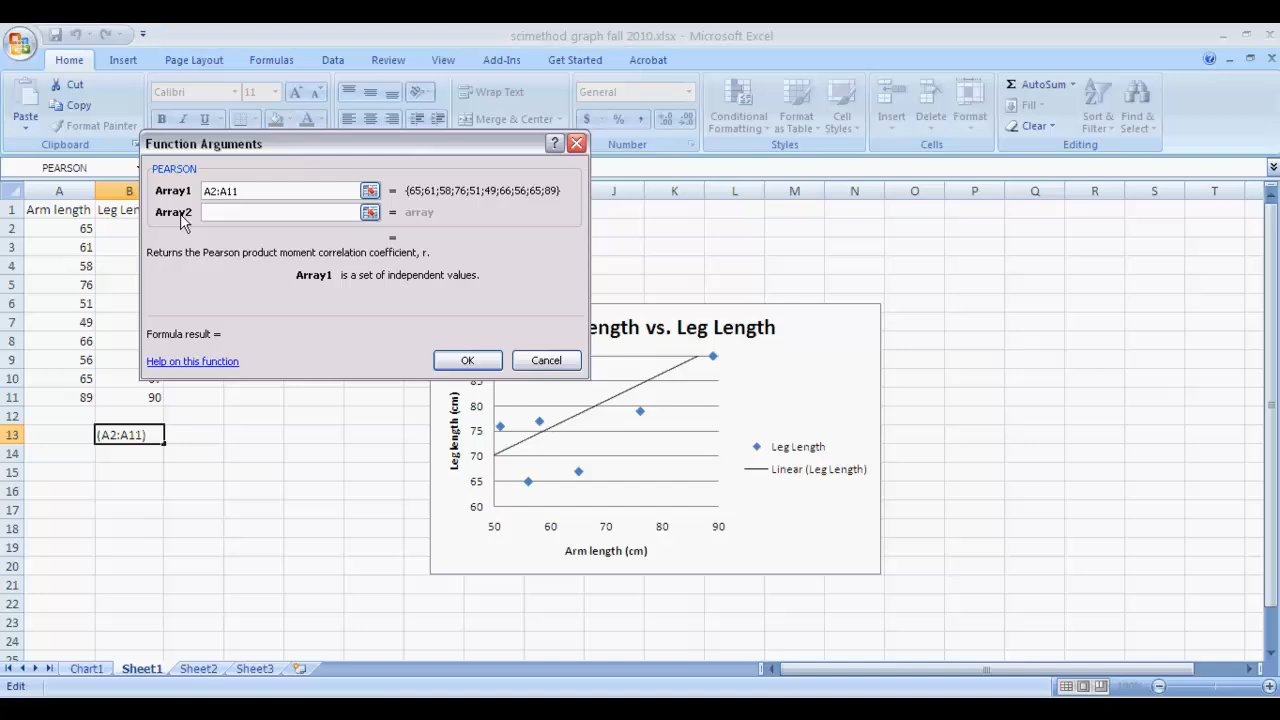 scimethod graph fall 2010.xlsx - Microsoft Excel
Home Insert Page Layout Formulas Data Review View Add-Ins Get Started Acrobat
Paste Cut Copy Format Painter
Calibri 11 A A
B I U A
Wrap Text
Merge & Center
General
$ % ,
Conditional Formatting Format as Table Cell Styles
Insert Delete Format
Σ AutoSum Fill Clear
Sort & Filter Find & Select
Clipboard Number Styles Cells Editing
PEARSON
A B J K L M N O P Q R S T
1 Arm length Leg Len
2 65
3 61
4 58
5 76
6 51
7 49
8 66
9 56
10 65
11 89 90
12
13 (A2:A11)
14
15
16
17
18
19
20
21
22
23
24
25
Function Arguments ?
PEARSON
Array1 A2:A11 = {65;61;58;76;51;49;66;56;65;89}
Array2 = array
=
Returns the Pearson product moment correlation coefficient, r.
Array1 is a set of independent values.
Formula result =
Help on this function OK Cancel
ength vs. Leg Length
85
80
75
70
65
60
50 60 70 80 90
Leg length (cm)
Arm length (cm)
Leg Length
Linear (Leg Length)
Chart1 Sheet1 Sheet2 Sheet3
Edit 100%